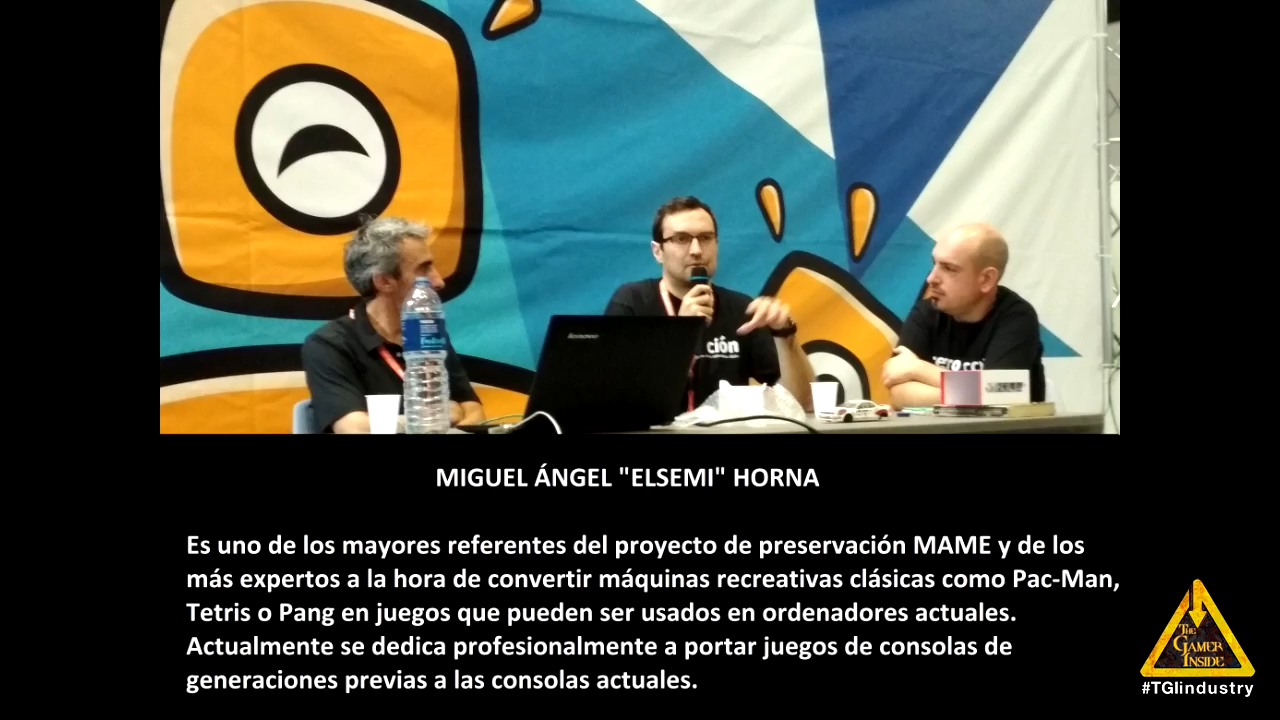 lenovo
ción
MIGUEL ÁNGEL "ELSEMI" HORNA
Es uno de los mayores referentes del proyecto de preservación MAME y de los
más expertos a la hora de convertir máquinas recreativas clásicas como Pac-Man,
Tetris o Pang en juegos que pueden ser usados en ordenadores actuales.
Actualmente se dedica profesionalmente a portar juegos de consolas de
generaciones previas a las consolas actuales.
THE
GAMER
INSIDE
#TGIindustry